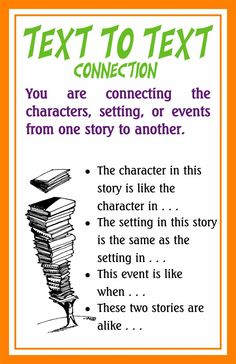 TEXT TO TEXT
CONNECTION
You are connecting the
characters, setting, or events
from one story to another.
• The character in this
story is like the
character in . . .
• The setting in this story
is the same as the
setting in . . .
• This event is like
when . . .
• These two stories are
alike . . .